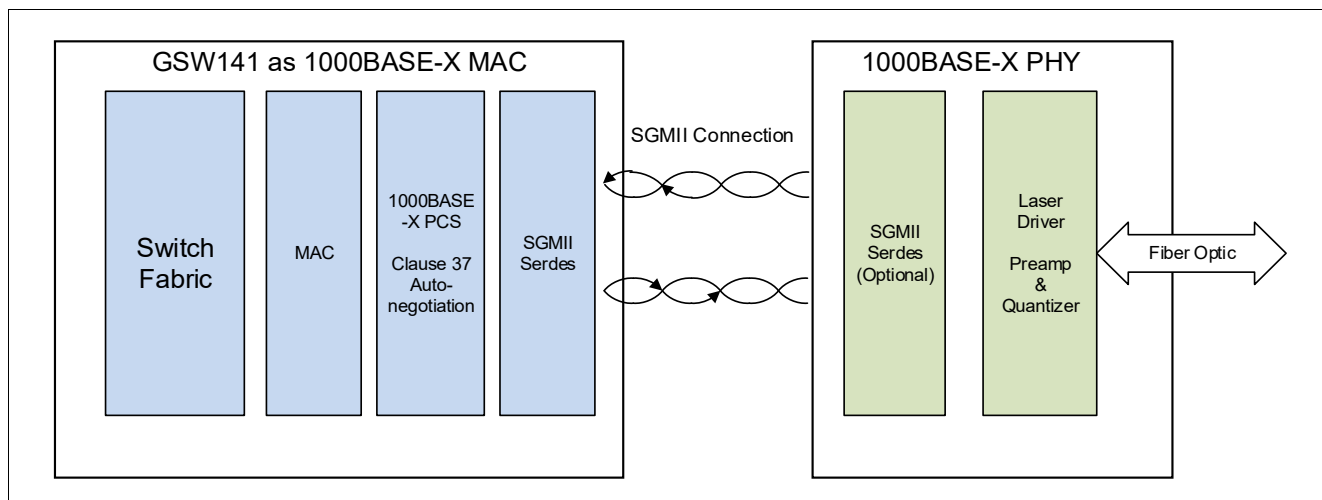 GSW141 as 1000BASE-X MAC
Switch
Fabric
MAC
1000BASE
-X PCS
Clause 37
Auto-
negotiation
SGMII
Serdes
SGMII Connection
1000BASE-X PHY
SGMII
Serdes
(Optional)
Laser
Driver
Preamp
&
Quantizer
Fiber Optic